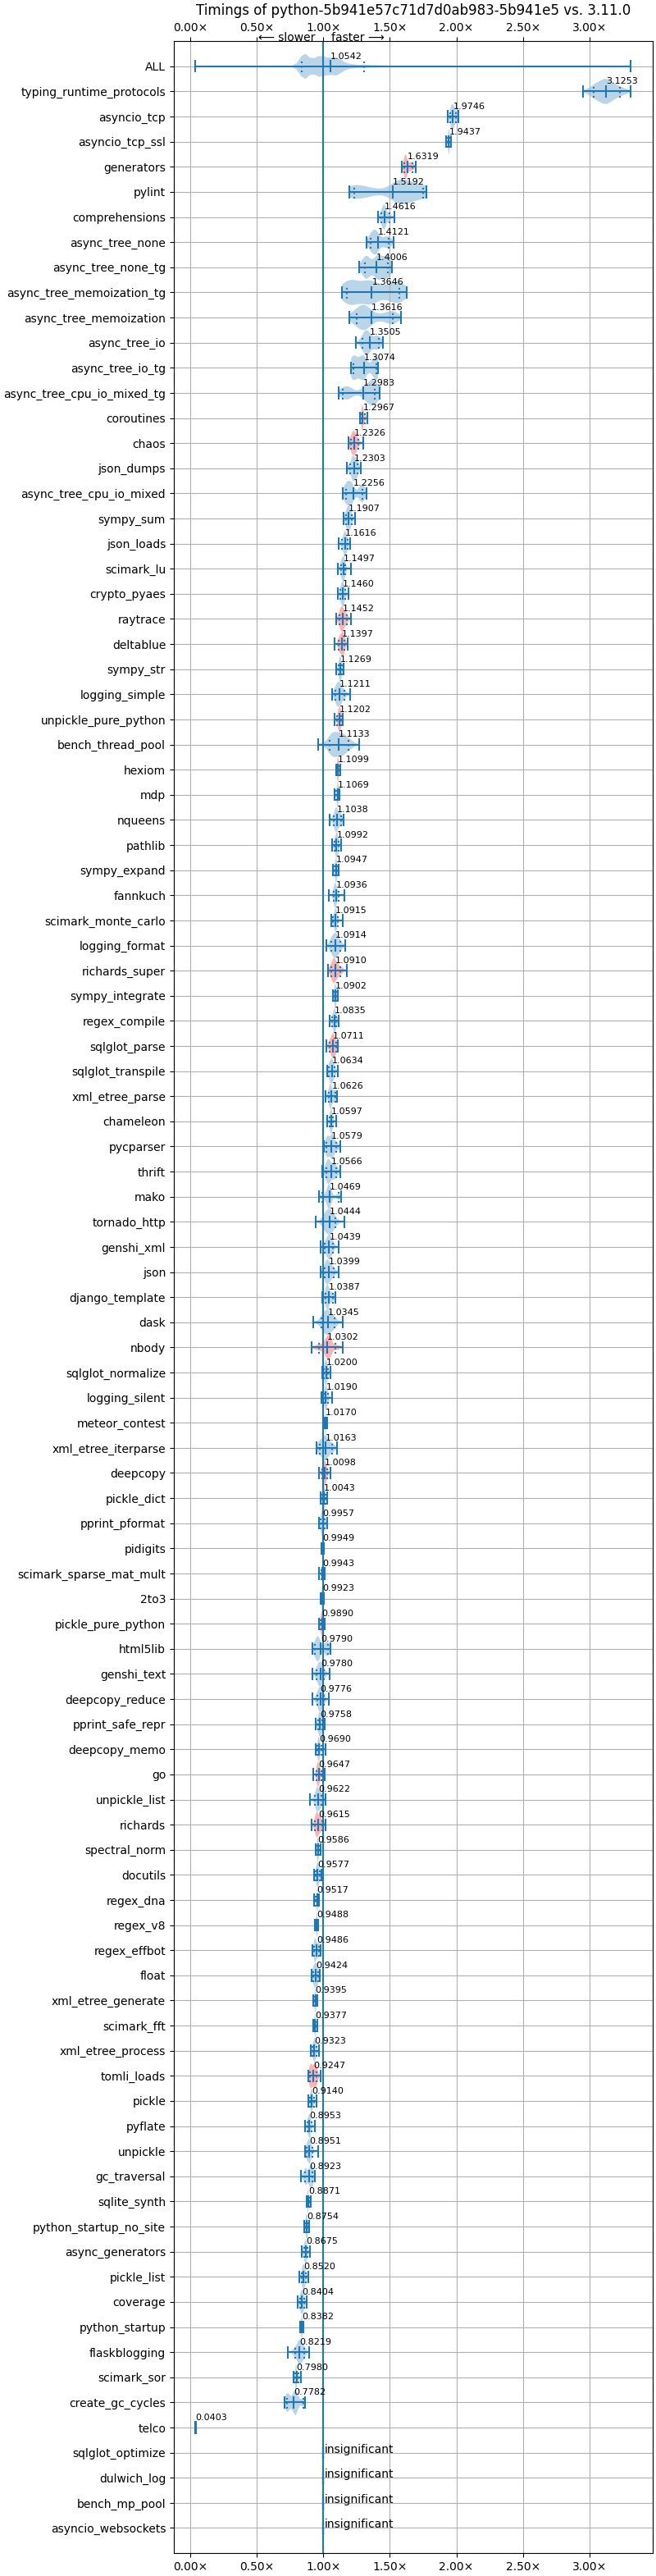 Timings of python-5b941e57c71d7d0ab983-5b941e5 vs. 3.11.0
0.00× 0.50× 1.00× 1.50× 2.00× 2.50× 3.00×
⟵ slower faster ⟶
ALL 1.0542
typing_runtime_protocols 3.1253
asyncio_tcp 1.9746
asyncio_tcp_ssl 1.9437
generators 1.6319
pylint 1.5192
comprehensions 1.4616
async_tree_none 1.4121
async_tree_none_tg 1.4006
async_tree_memoization_tg 1.3646
async_tree_memoization 1.3616
async_tree_io 1.3505
async_tree_io_tg 1.3074
async_tree_cpu_io_mixed_tg 1.2983
coroutines 1.2967
chaos 1.2326
json_dumps 1.2303
async_tree_cpu_io_mixed 1.2256
sympy_sum 1.1907
json_loads 1.1616
scimark_lu 1.1497
crypto_pyaes 1.1460
raytrace 1.1452
deltablue 1.1397
sympy_str 1.1269
logging_simple 1.1211
unpickle_pure_python 1.1202
bench_thread_pool 1.1133
hexiom 1.1099
mdp 1.1069
nqueens 1.1038
pathlib 1.0992
sympy_expand 1.0947
fannkuch 1.0936
scimark_monte_carlo 1.0915
logging_format 1.0914
richards_super 1.0910
sympy_integrate 1.0902
regex_compile 1.0835
sqlglot_parse 1.0711
sqlglot_transpile 1.0634
xml_etree_parse 1.0626
chameleon 1.0597
pycparser 1.0579
thrift 1.0566
mako 1.0469
tornado_http 1.0444
genshi_xml 1.0439
json 1.0399
django_template 1.0387
dask 1.0345
nbody 1.0302
sqlglot_normalize 1.0200
logging_silent 1.0190
meteor_contest 1.0170
xml_etree_iterparse 1.0163
deepcopy 1.0098
pickle_dict 1.0043
pprint_pformat 0.9957
pidigits 0.9949
scimark_sparse_mat_mult 0.9943
2to3 0.9923
pickle_pure_python 0.9890
html5lib 0.9790
genshi_text 0.9780
deepcopy_reduce 0.9776
pprint_safe_repr 0.9758
deepcopy_memo 0.9690
go 0.9647
unpickle_list 0.9622
richards 0.9615
spectral_norm 0.9586
docutils 0.9577
regex_dna 0.9517
regex_v8 0.9488
regex_effbot 0.9486
float 0.9424
xml_etree_generate 0.9395
scimark_fft 0.9377
xml_etree_process 0.9323
tomli_loads 0.9247
pickle 0.9140
pyflate 0.8953
unpickle 0.8951
gc_traversal 0.8923
sqlite_synth 0.8871
python_startup_no_site 0.8754
async_generators 0.8675
pickle_list 0.8520
coverage 0.8404
python_startup 0.8382
flaskblogging 0.8219
scimark_sor 0.7980
create_gc_cycles 0.7782
telco 0.0403
sqlglot_optimize insignificant
dulwich_log insignificant
bench_mp_pool insignificant
asyncio_websockets insignificant
0.00× 0.50× 1.00× 1.50× 2.00× 2.50× 3.00×